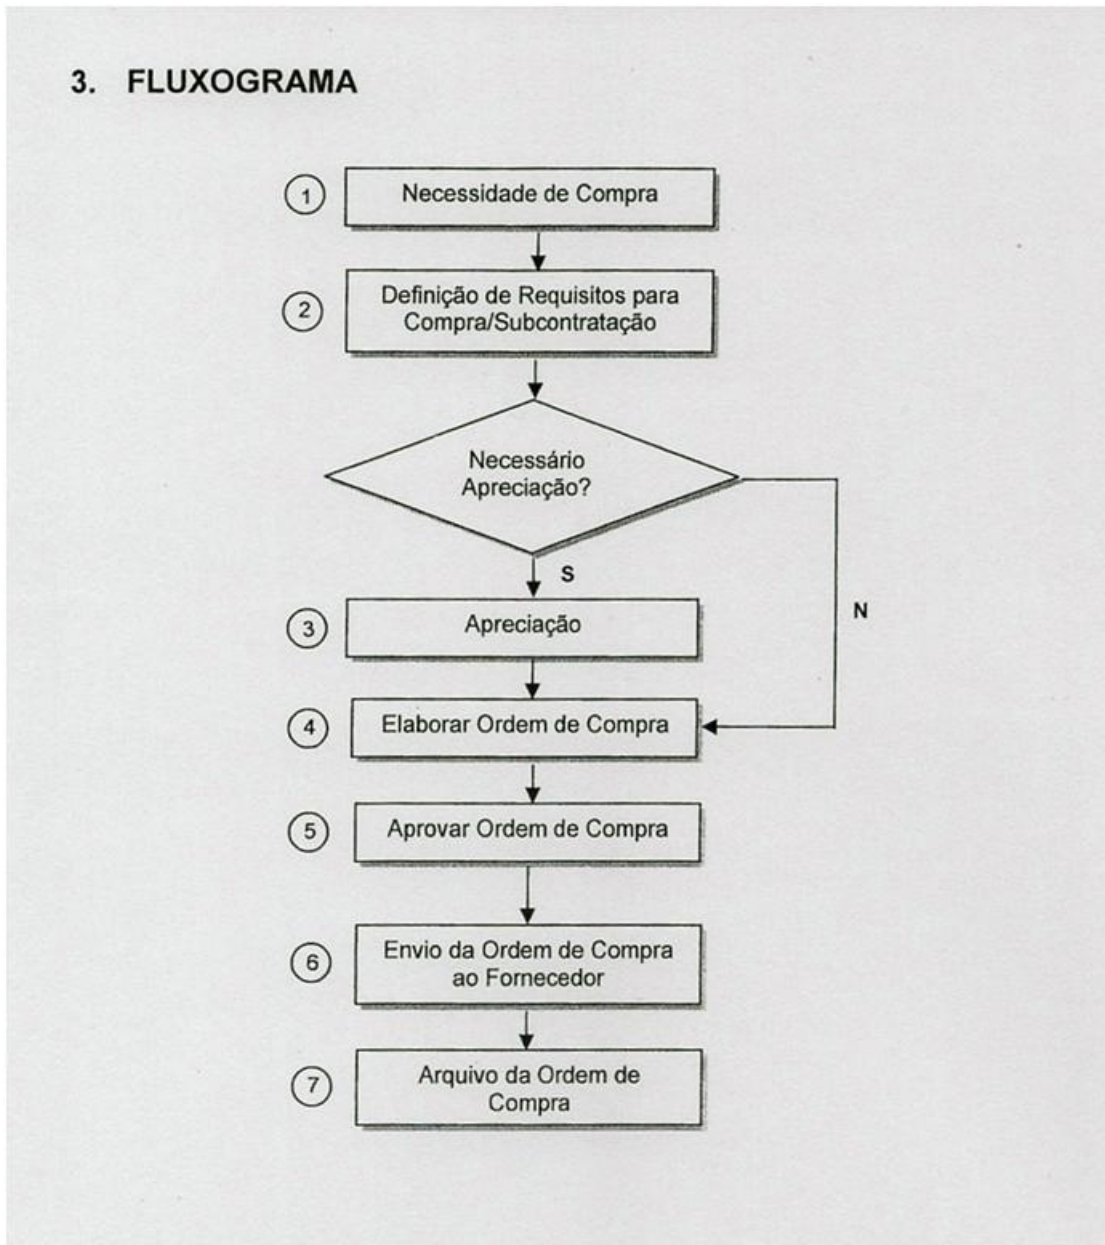 3. FLUXOGRAMA
1 Necessidade de Compra
2 Definição de Requisitos para
Compra/Subcontratação
Necessário
Apreciação?
S
N
3 Apreciação
4 Elaborar Ordem de Compra
5 Aprovar Ordem de Compra
6 Envio da Ordem de Compra
ao Fornecedor
7 Arquivo da Ordem de
Compra